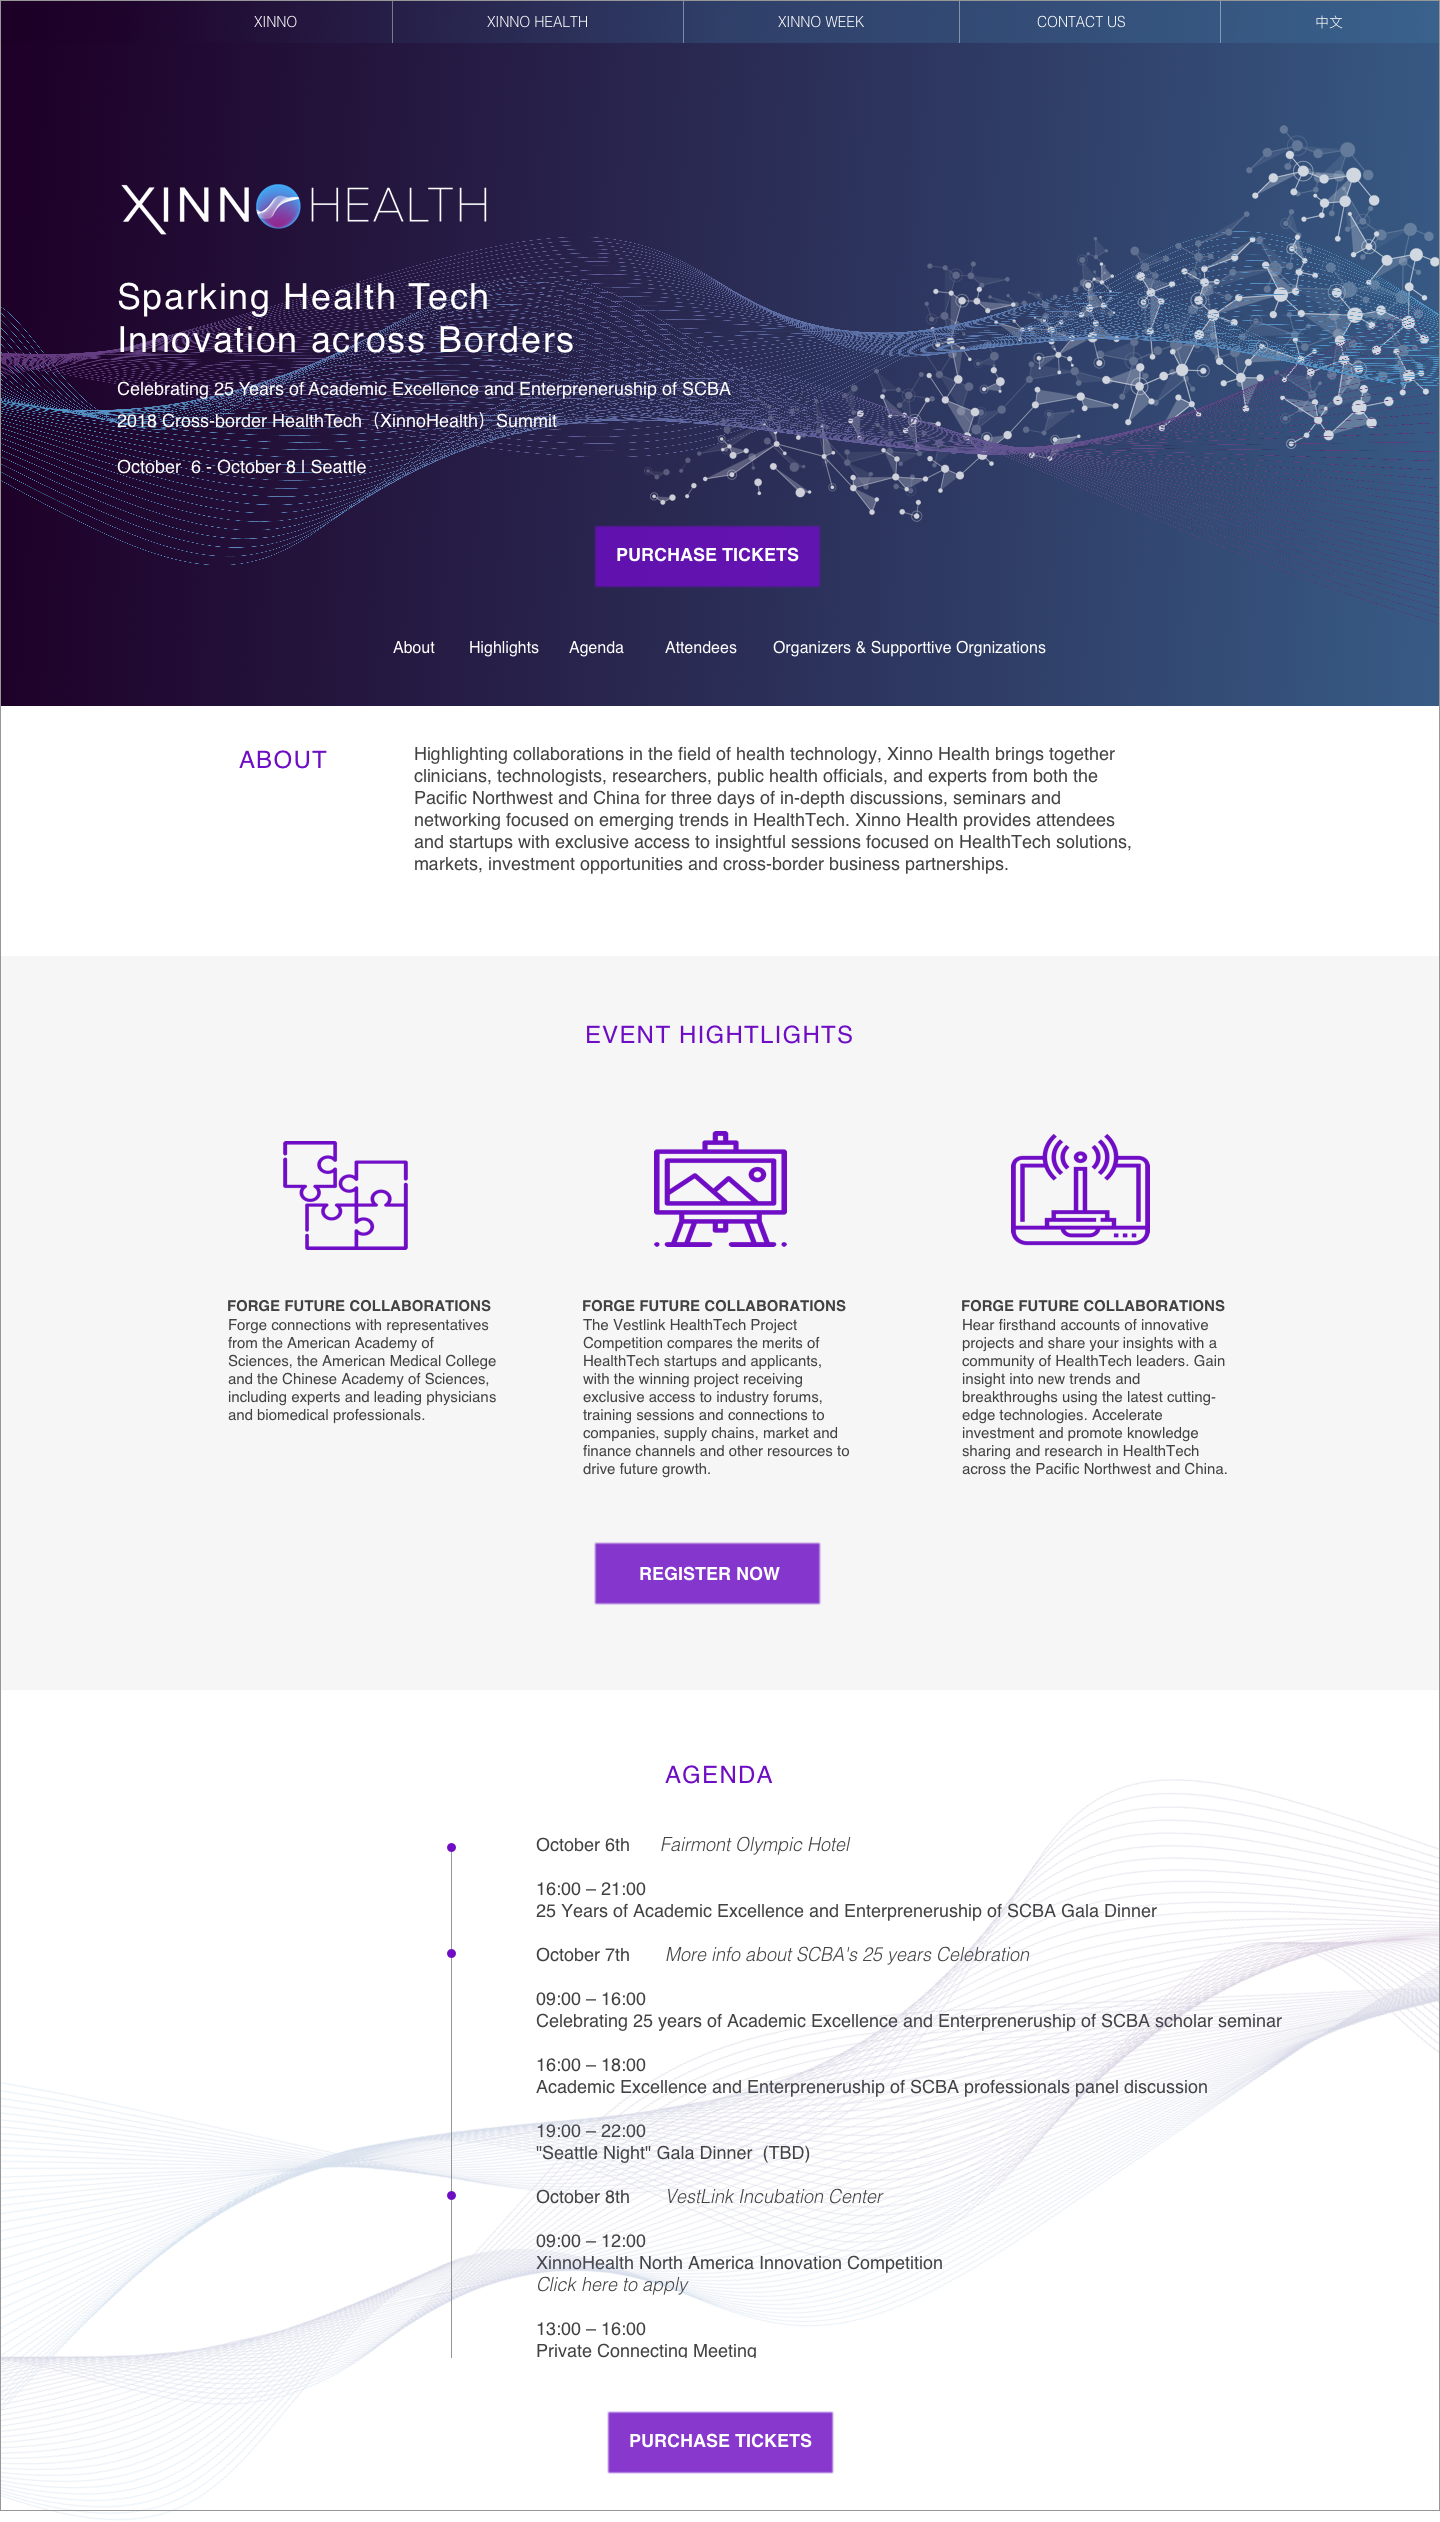 XINNO
XINNO HEALTH
XINNO WEEK
CONTACT US
中文
XINNOHEALTH
Sparking Health Tech
Innovation across Borders
Celebrating 25 Years of Academic Excellence and Enterpreneruship of SCBA
2018 Cross-border HealthTech（XinnoHealth）Summit
October 6 - October 8 l Seattle
PURCHASE TICKETS
About
Highlights
Agenda
Attendees
Organizers & Supporttive Orgnizations
ABOUT
Highlighting collaborations in the field of health technology, Xinno Health brings together
clinicians, technologists, researchers, public health officials, and experts from both the
Pacific Northwest and China for three days of in-depth discussions, seminars and
networking focused on emerging trends in HealthTech. Xinno Health provides attendees
and startups with exclusive access to insightful sessions focused on HealthTech solutions,
markets, investment opportunities and cross-border business partnerships.
EVENT HIGHTLIGHTS
FORGE FUTURE COLLABORATIONS
Forge connections with representatives
from the American Academy of
Sciences, the American Medical College
and the Chinese Academy of Sciences,
including experts and leading physicians
and biomedical professionals.
FORGE FUTURE COLLABORATIONS
The Vestlink HealthTech Project
Competition compares the merits of
HealthTech startups and applicants,
with the winning project receiving
exclusive access to industry forums,
training sessions and connections to
companies, supply chains, market and
finance channels and other resources to
drive future growth.
FORGE FUTURE COLLABORATIONS
Hear firsthand accounts of innovative
projects and share your insights with a
community of HealthTech leaders. Gain
insight into new trends and
breakthroughs using the latest cutting-
edge technologies. Accelerate
investment and promote knowledge
sharing and research in HealthTech
across the Pacific Northwest and China.
REGISTER NOW
AGENDA
October 6th Fairmont Olympic Hotel
16:00 – 21:00
25 Years of Academic Excellence and Enterpreneruship of SCBA Gala Dinner
October 7th More info about SCBA's 25 years Celebration
09:00 – 16:00
Celebrating 25 years of Academic Excellence and Enterpreneruship of SCBA scholar seminar
16:00 – 18:00
Academic Excellence and Enterpreneruship of SCBA professionals panel discussion
19:00 – 22:00
"Seattle Night" Gala Dinner (TBD)
October 8th VestLink Incubation Center
09:00 – 12:00
XinnoHealth North America Innovation Competition
Click here to apply
13:00 – 16:00
Private Connecting Meeting
PURCHASE TICKETS